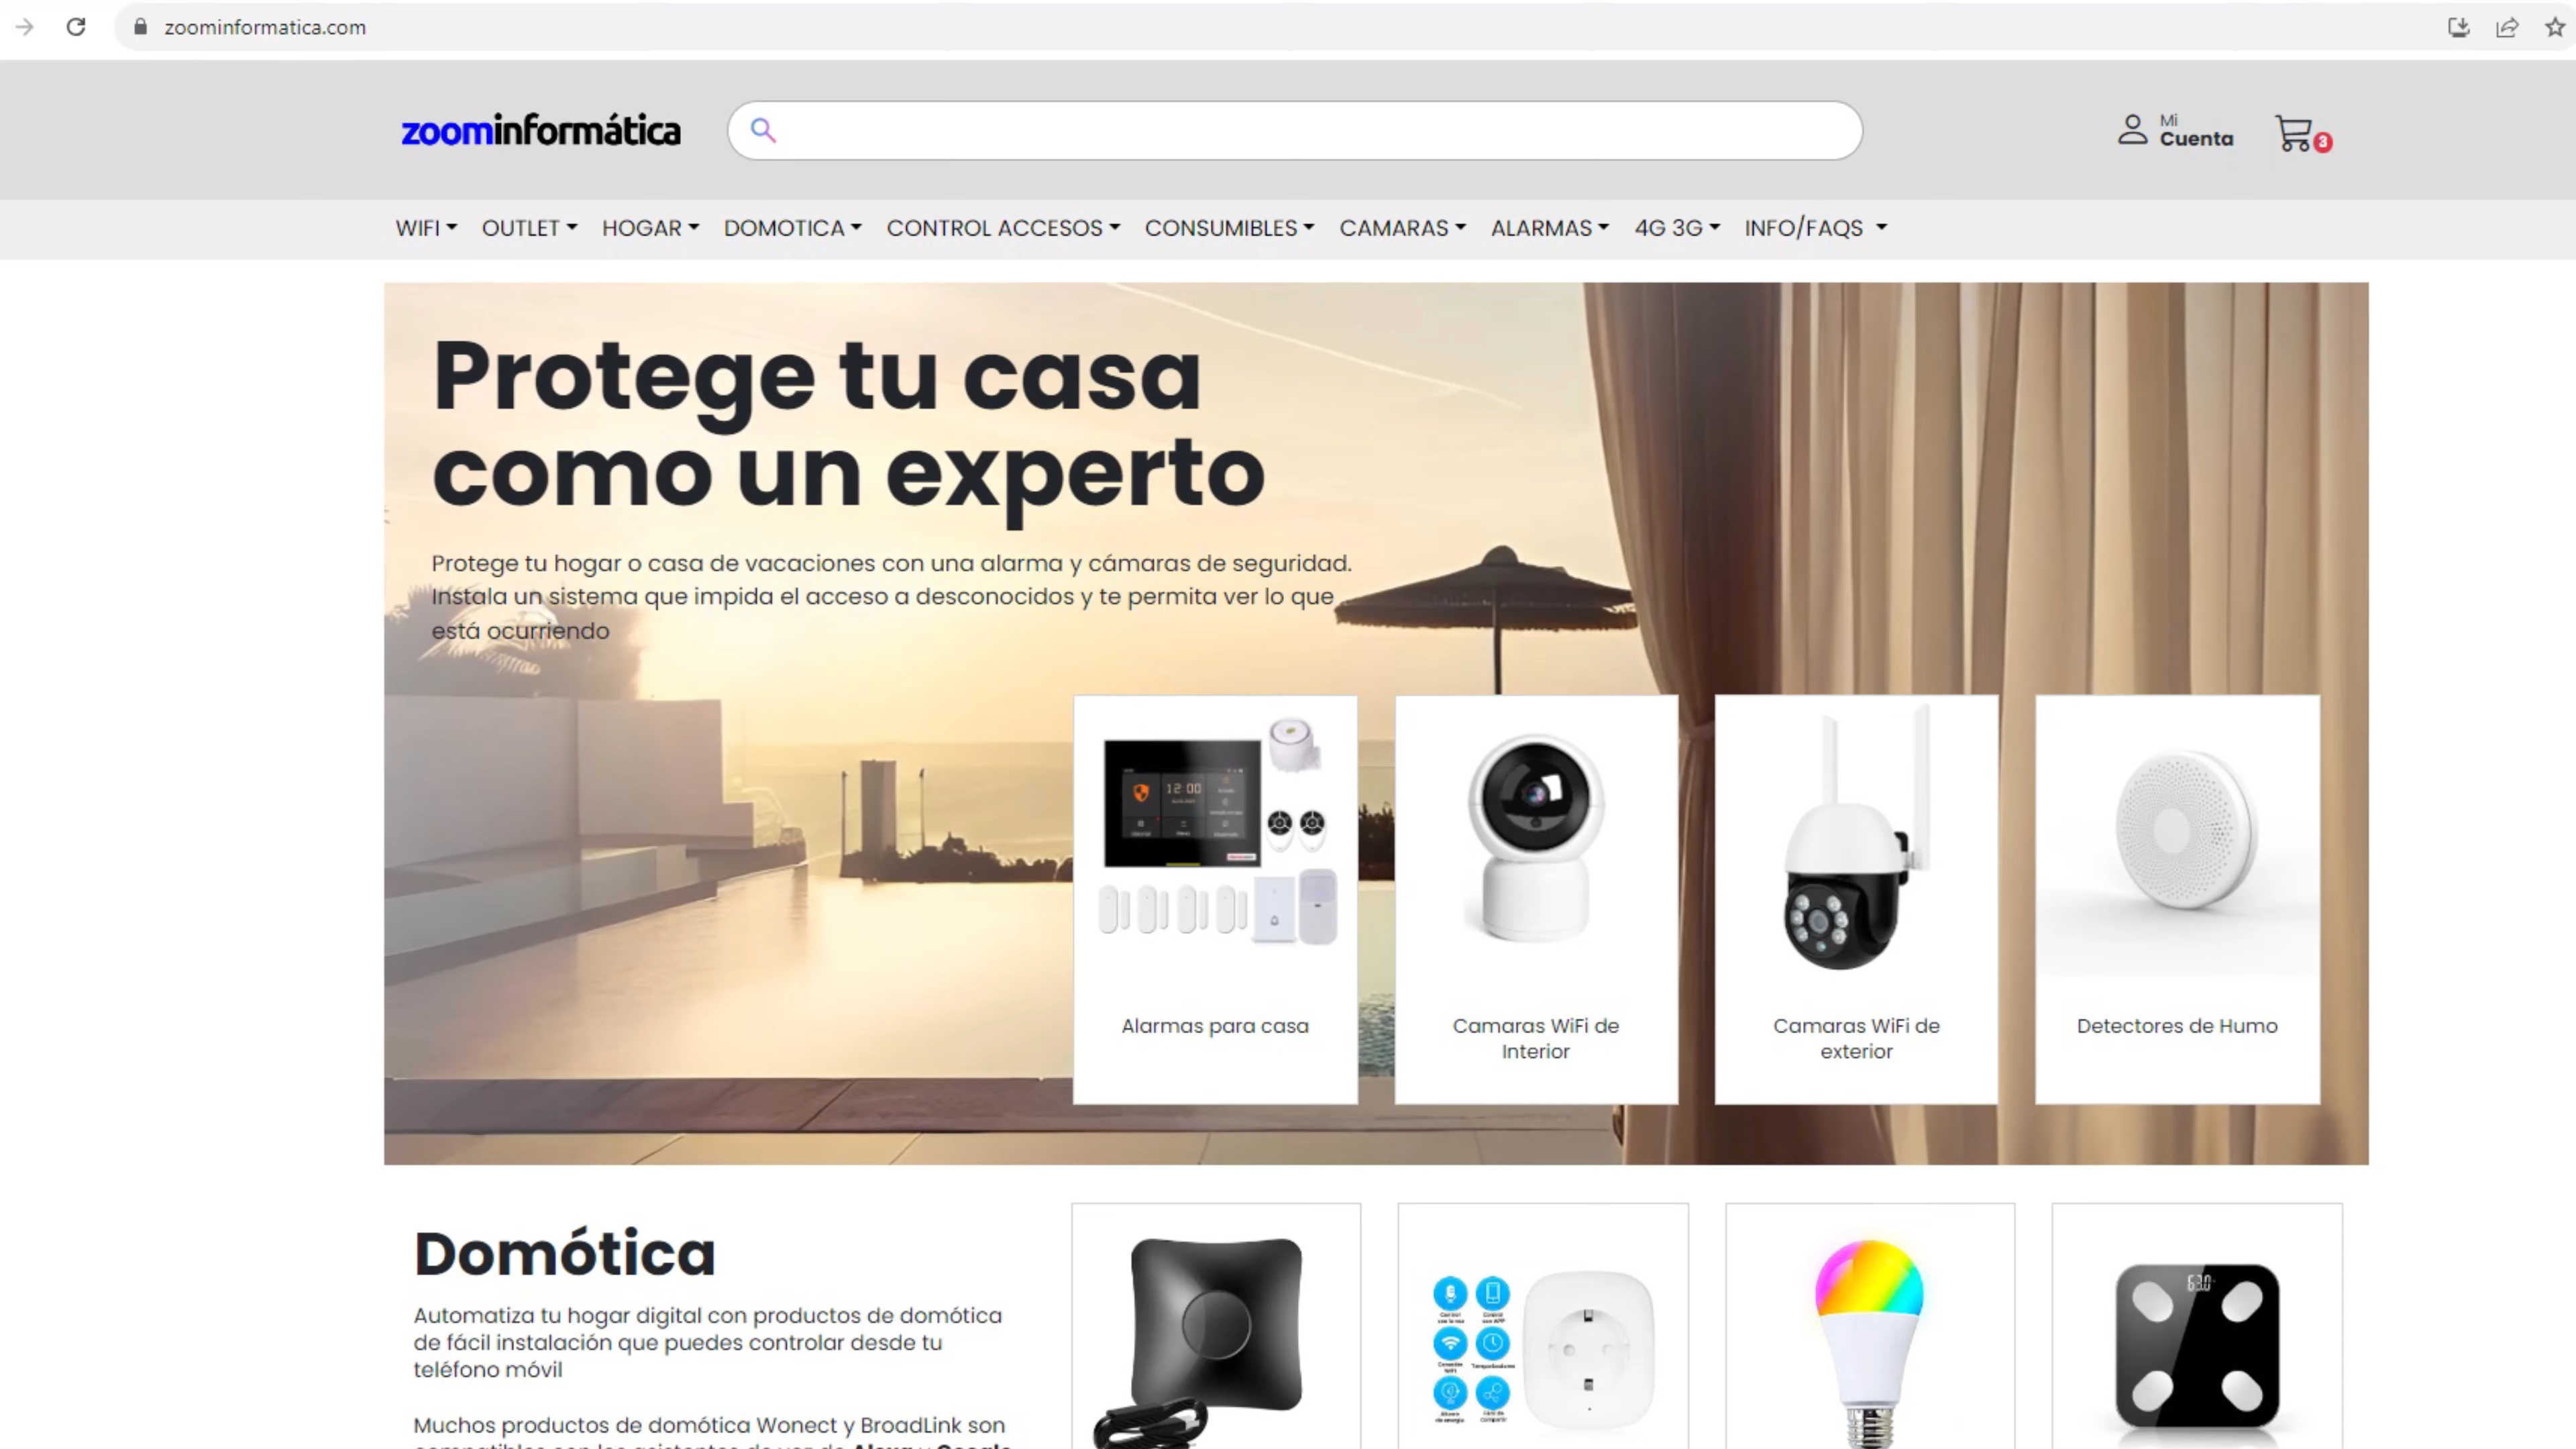 zoominformatica.com
zoominformática
Mi
Cuenta
3
WIFI OUTLET HOGAR DOMOTICA CONTROL ACCESOS CONSUMIBLES CAMARAS ALARMAS 4G 3G INFO/FAQS
Protege tu casa
como un experto
Protege tu hogar o casa de vacaciones con una alarma y cámaras de seguridad.
Instala un sistema que impida el acceso a desconocidos y te permita ver lo que
está ocurriendo
12:00
Alarmas para casa
Camaras WiFi de
Interior
Camaras WiFi de
exterior
Detectores de Humo
Domótica
Automatiza tu hogar digital con productos de domótica
de fácil instalación que puedes controlar desde tu
teléfono móvil
Muchos productos de domótica Wonect y BroadLink son